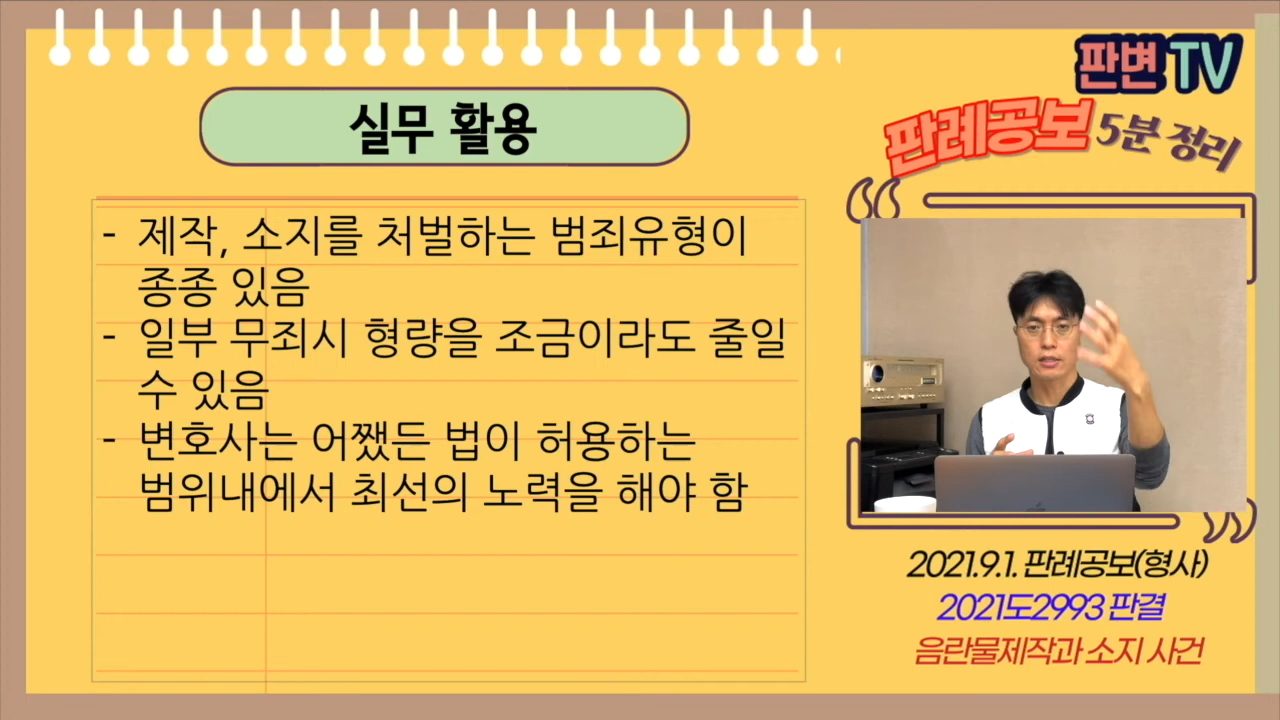 판변TV
판례공보 5분 정리
실무 활용
- 제작, 소지를 처벌하는 범죄유형이
종종 있음
- 일부 무죄시 형량을 조금이라도 줄일
수 있음
- 변호사는 어쨌든 법이 허용하는
범위내에서 최선의 노력을 해야 함
2021.9.1. 판례공보(형사)
2021도2993 판결
음란물제작과 소지 사건